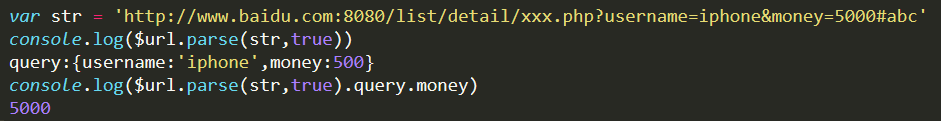 var str = 'http://www.baidu.com:8080/list/detail/xxx.php?username=iphone&money=5000#abc'
console.log($url.parse(str,true))
query:{username:'iphone',money:500}
console.log($url.parse(str,true).query.money)
5000